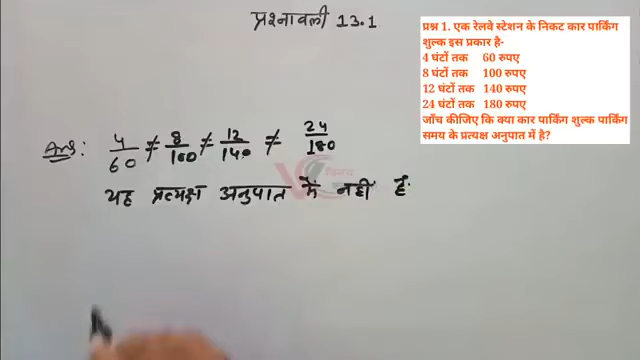 प्रश्नावली 13.1
प्रश्न 1. एक रेलवे स्टेशन के निकट कार पार्किंग
शुल्क इस प्रकार है-
4 घंटों तक 60 रुपए
8 घंटों तक 100 रुपए
12 घंटों तक 140 रुपए
24 घंटों तक 180 रुपए
जाँच कीजिए कि क्या कार पार्किंग शुल्क पार्किंग
समय के प्रत्यक्ष अनुपात में है?
Ans: 4/60 ≠ 8/100 ≠ 12/140 ≠ 24/180
यह प्रत्यक्ष अनुपात में नहीं है.